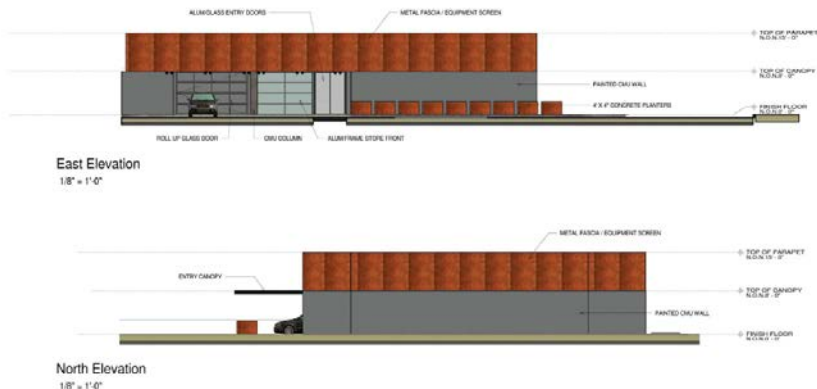 ALUM/GLASS ENTRY DOORS
METAL FASCIA / EQUIPMENT SCREEN
TOP OF PARAPET
TOP OF CANOPY
PAINTED CMU WALL
4' X 4' CONCRETE PLANTERS
FINISH FLOOR
ROLL UP GLASS DOOR
CMU COLUMN
ALUM/FRAME STORE FRONT
East Elevation
1/8" = 1'-0"
METAL FASCIA / EQUIPMENT SCREEN
TOP OF PARAPET
ENTRY CANOPY
TOP OF CANOPY
PAINTED CMU WALL
FINISH FLOOR
North Elevation
1/8" = 1'-0"